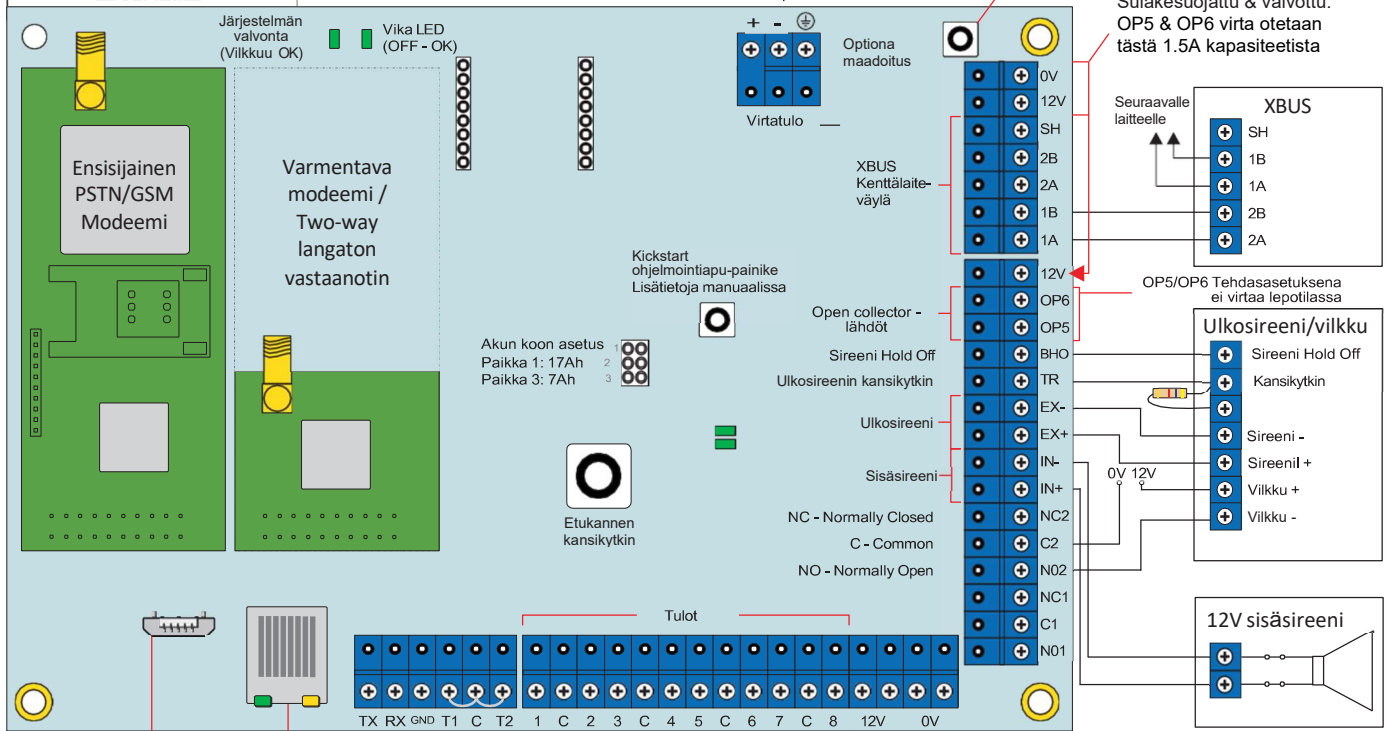 Järjestelmän
valvonta
(Vilkkuu OK)
Vika LED
(OFF - OK)
+ -
Optiona
maadoitus
Virtatulo
Sulakesuojattu & valvottu.
OP5 & OP6 virta otetaan
tästä 1.5A kapasiteetista
Ensisijainen
PSTN/GSM
Modeemi
Varmentava
modeemi /
Two-way
langaton
vastaanotin
Kickstart
ohjelmointiapu-painike
Lisätietoja manuaalissa
Akun koon asetus
Paikka 1: 17Ah
Paikka 3: 7Ah
1
2
3
Etukannen
kansikytkin
XBUS
Kenttälaite-
väylä
Open collector -
lähdöt
Sireeni Hold Off
Ulkosireenin kansikytkin
Ulkosireeni
Sisäsireeni
NC - Normally Closed
C - Common
NO - Normally Open
0V
12V
SH
2B
2A
1B
1A
12V
OP6
OP5
BHO
TR
EX-
EX+
IN-
IN+
NC2
C2
N02
NC1
C1
N01
Seuraavalle
laitteelle
XBUS
SH
1B
1A
2B
2A
OP5/OP6 Tehdasasetuksena
ei virtaa lepotilassa
Ulkosireeni/vilkku
Sireeni Hold Off
Kansikytkin
Sireeni -
Sireenil +
Vilkku +
Vilkku -
0V 12V
12V sisäsireeni
Tulot
TX RX GND T1 C T2 1 C 2 3 C 4 5 C 6 7 C 8 12V 0V